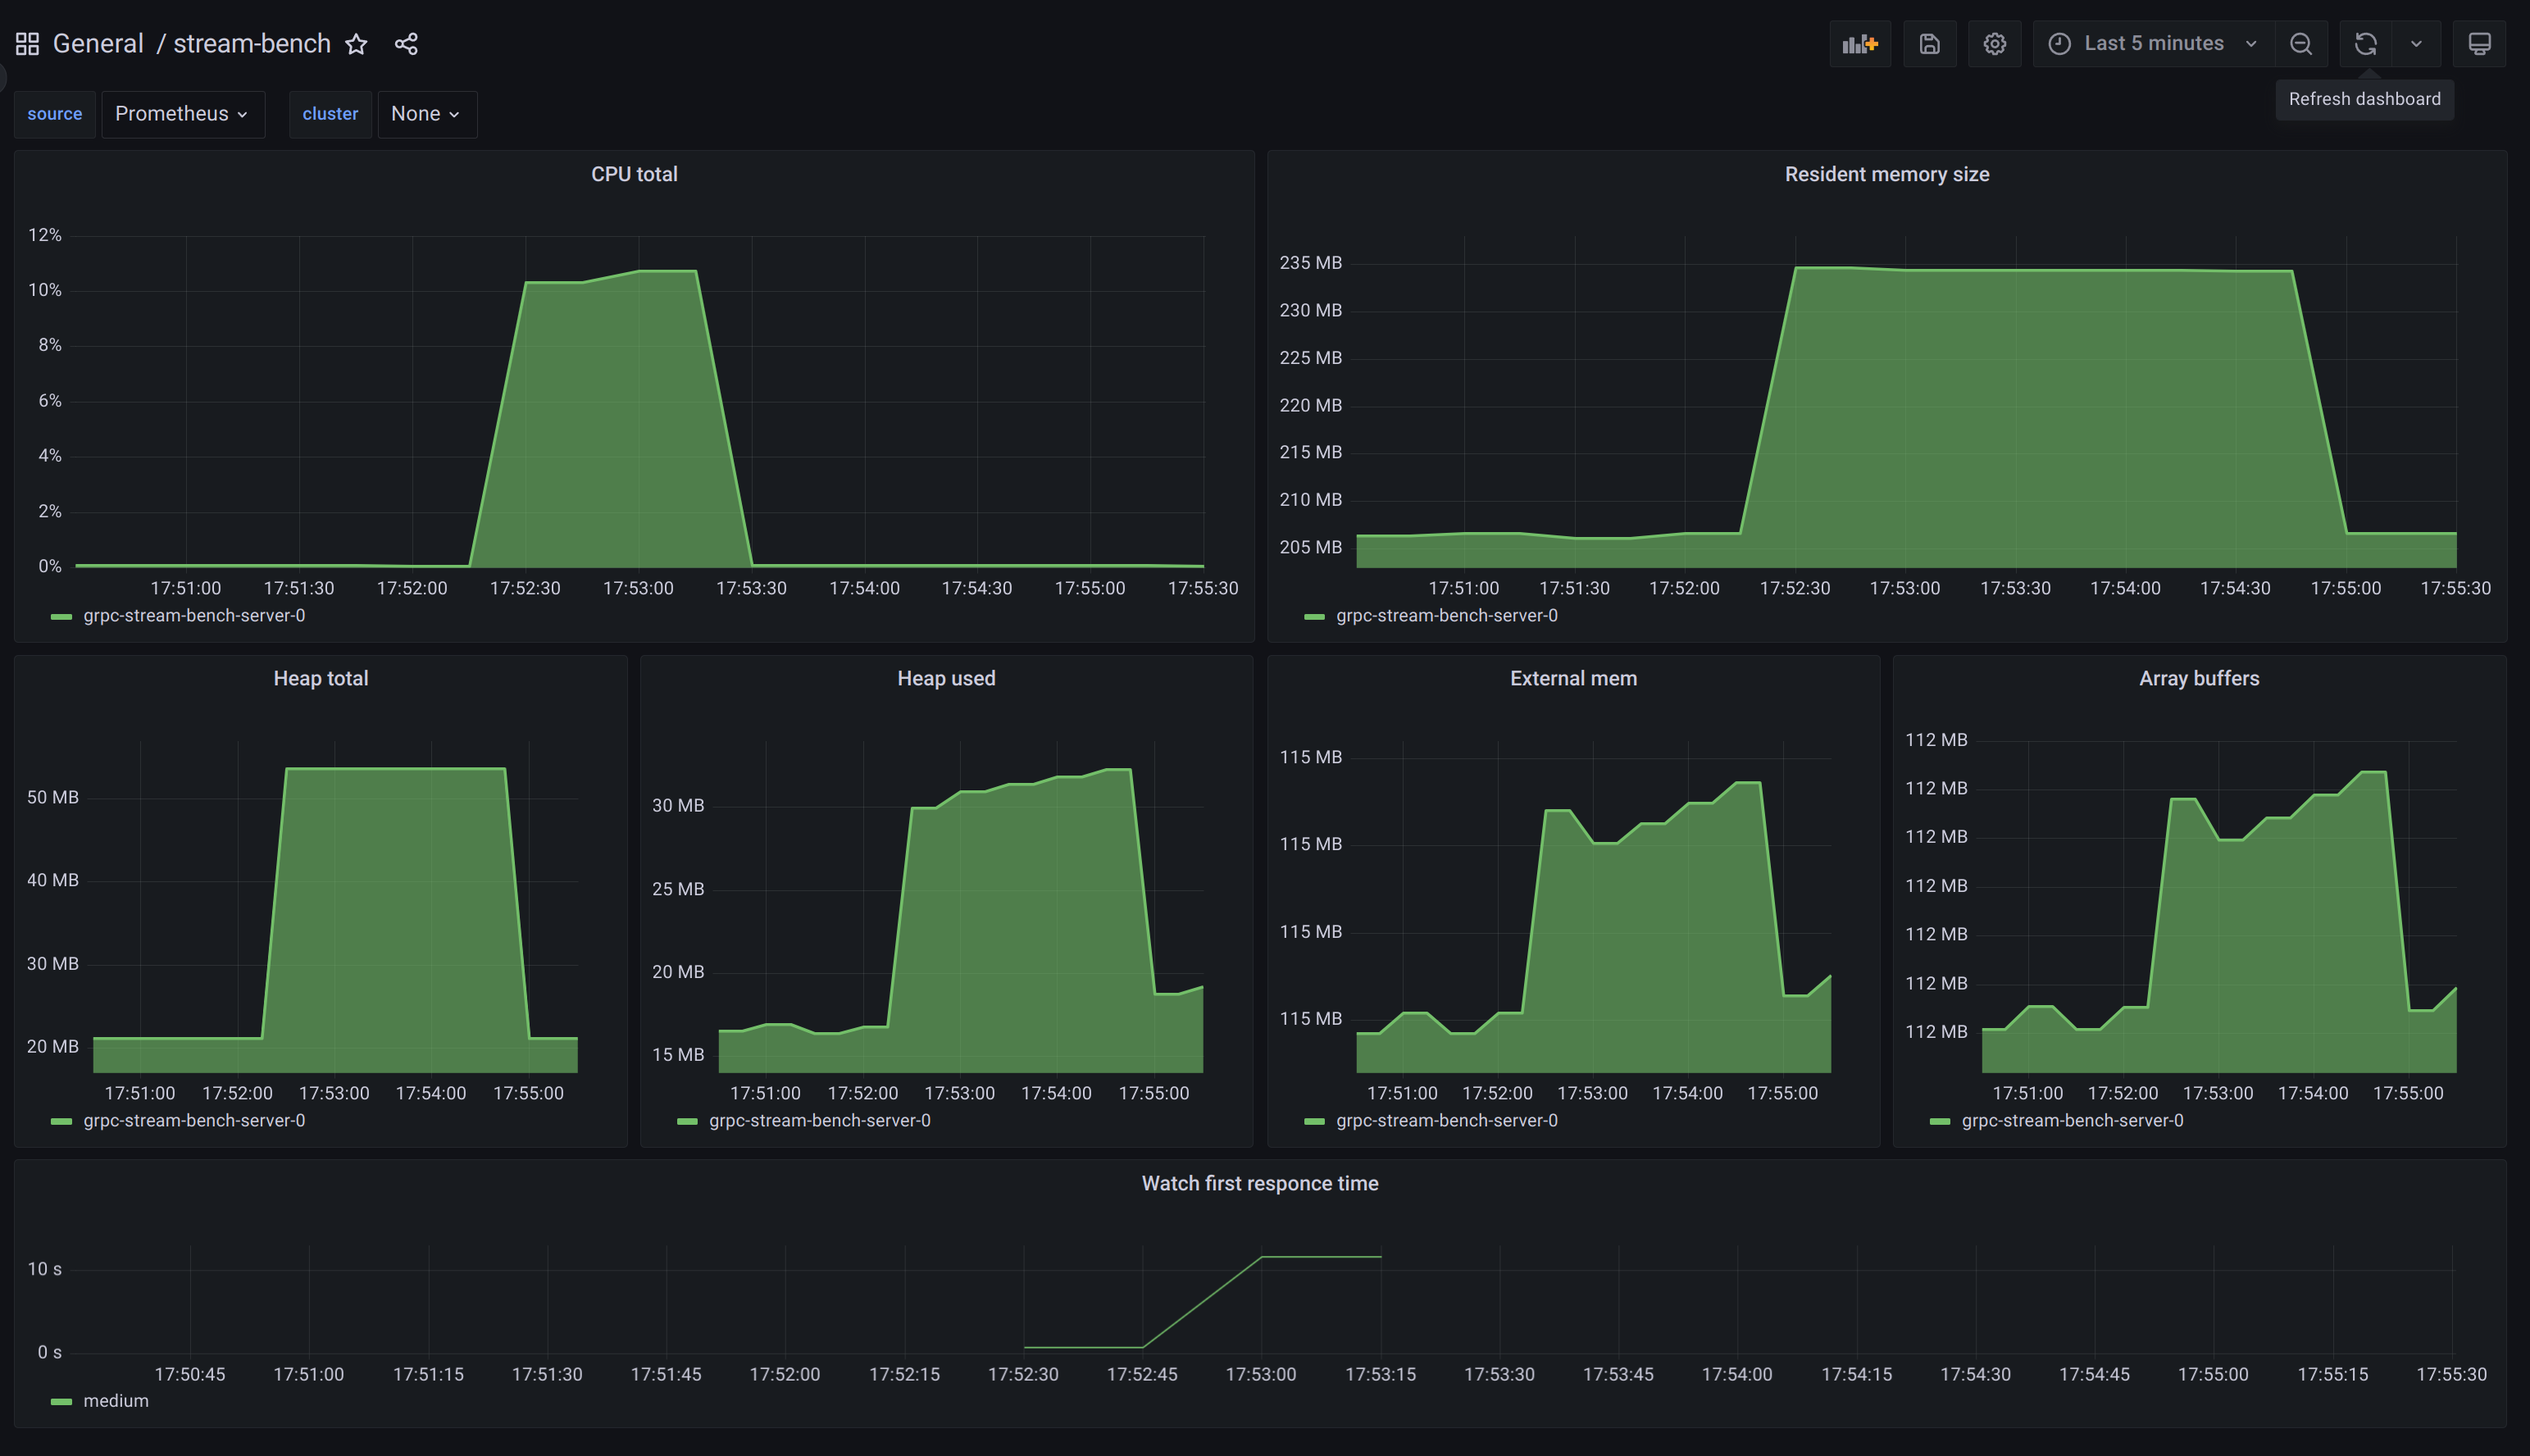 General / stream-bench
Last 5 minutes
Refresh dashboard
source Prometheus cluster None
CPU total
12%
10%
8%
6%
4%
2%
0%
17:51:00 17:51:30 17:52:00 17:52:30 17:53:00 17:53:30 17:54:00 17:54:30 17:55:00 17:55:30
grpc-stream-bench-server-0
Resident memory size
235 MB
230 MB
225 MB
220 MB
215 MB
210 MB
205 MB
17:51:00 17:51:30 17:52:00 17:52:30 17:53:00 17:53:30 17:54:00 17:54:30 17:55:00 17:55:30
grpc-stream-bench-server-0
Heap total
50 MB
40 MB
30 MB
20 MB
17:51:00 17:52:00 17:53:00 17:54:00 17:55:00
grpc-stream-bench-server-0
Heap used
30 MB
25 MB
20 MB
15 MB
17:51:00 17:52:00 17:53:00 17:54:00 17:55:00
grpc-stream-bench-server-0
External mem
115 MB
115 MB
115 MB
115 MB
17:51:00 17:52:00 17:53:00 17:54:00 17:55:00
grpc-stream-bench-server-0
Array buffers
112 MB
112 MB
112 MB
112 MB
112 MB
112 MB
112 MB
17:51:00 17:52:00 17:53:00 17:54:00 17:55:00
grpc-stream-bench-server-0
Watch first responce time
10 s
0 s
17:50:45 17:51:00 17:51:15 17:51:30 17:51:45 17:52:00 17:52:15 17:52:30 17:52:45 17:53:00 17:53:15 17:53:30 17:53:45 17:54:00 17:54:15 17:54:30 17:54:45 17:55:00 17:55:15 17:55:30
medium